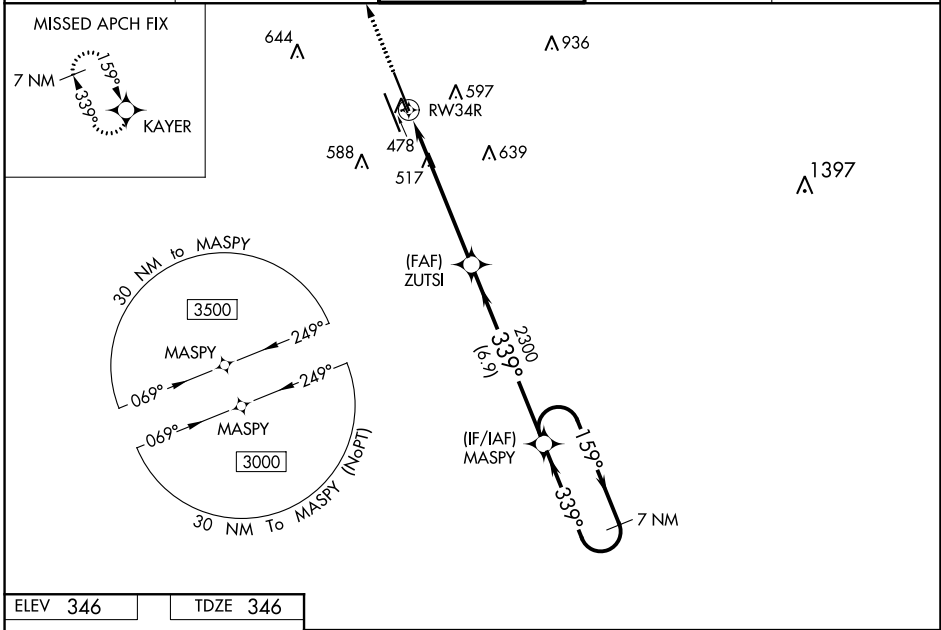 MISSED APCH FIX
7 NM
159°
339°
KAYER
644
936
597
RW34R
478
588
517
639
1397
(FAF)
ZUTSI
2300
339°
(6.9)
(IF/IAF)
MASPY
159°
339°
7 NM
30 NM to MASPY
3500
MASPY
249°
069°
249°
069°
MASPY
3000
30 NM To MASPY (NoPT)
ELEV 346
TDZE 346